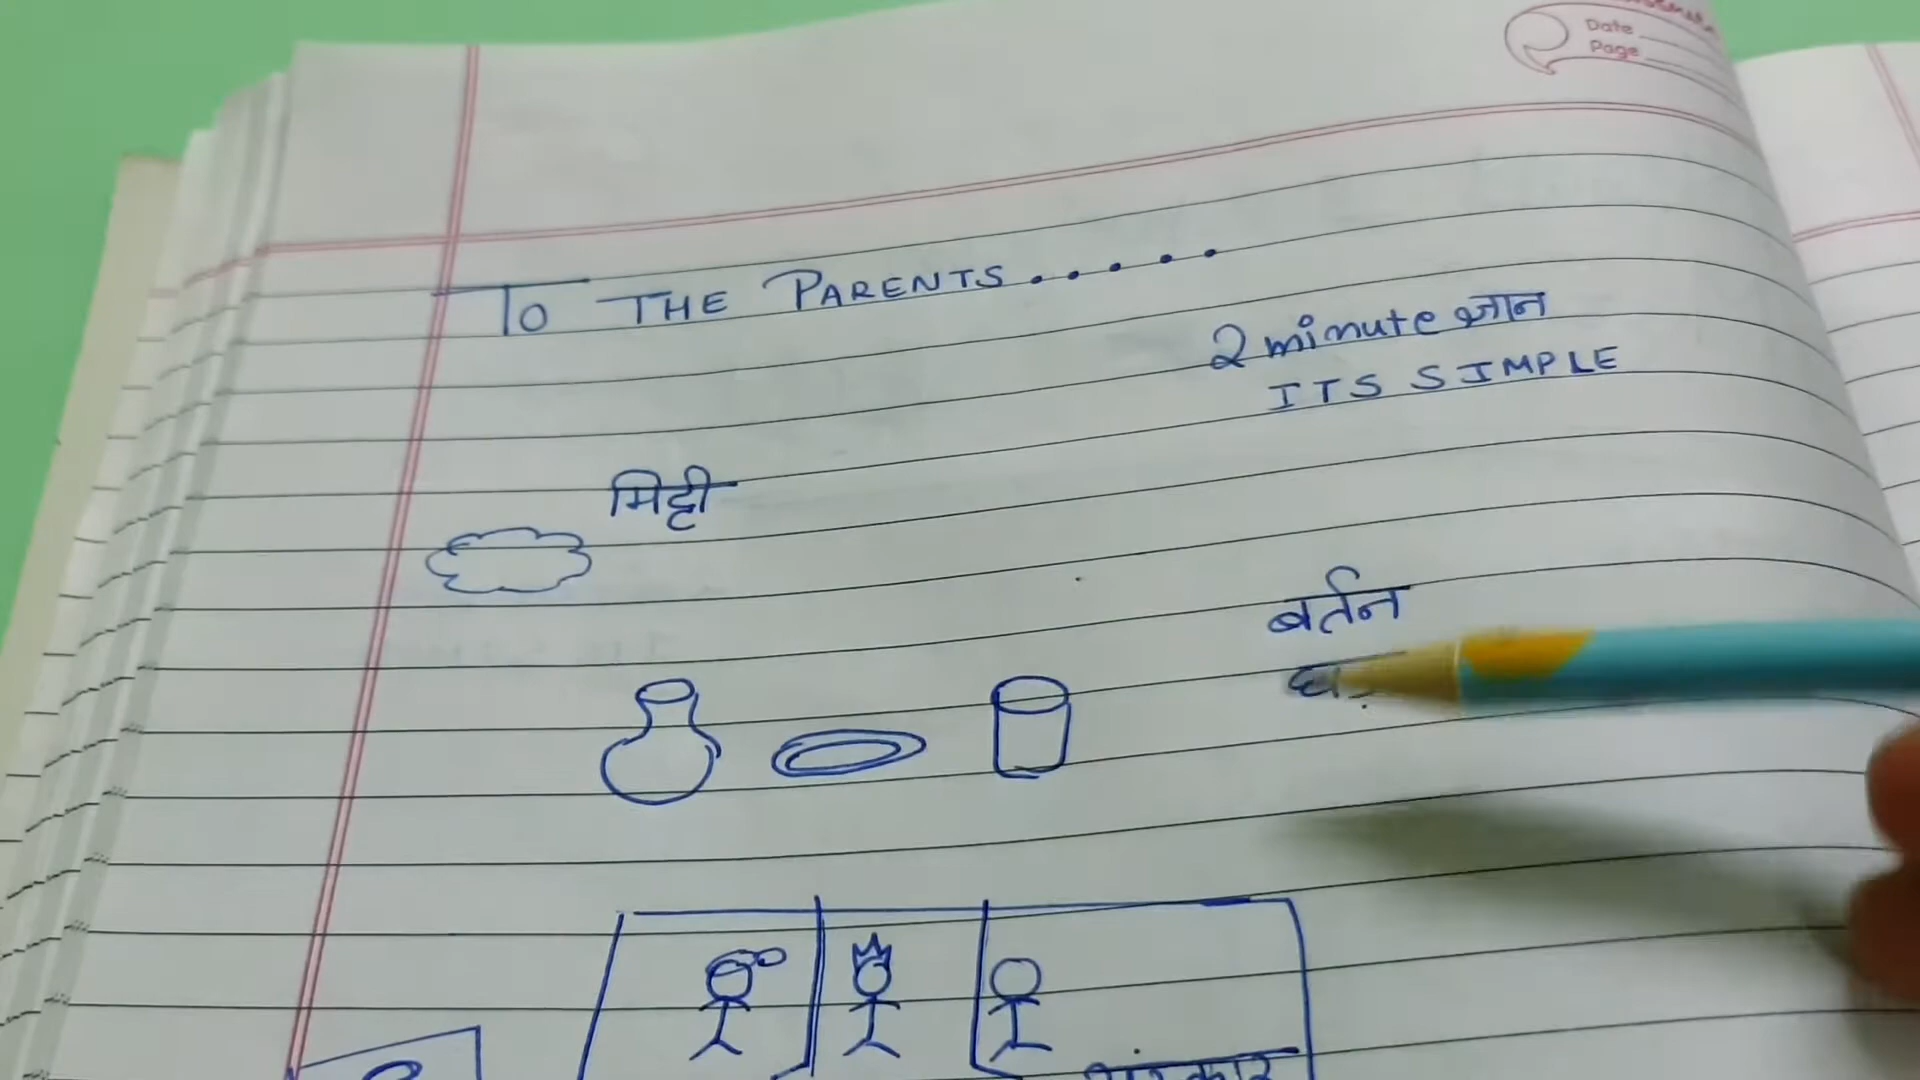 Date
Page
TO THE PARENTS......
2 minute ज्ञान
ITS SIMPLE
मिट्टी
बर्तन
संस्कार